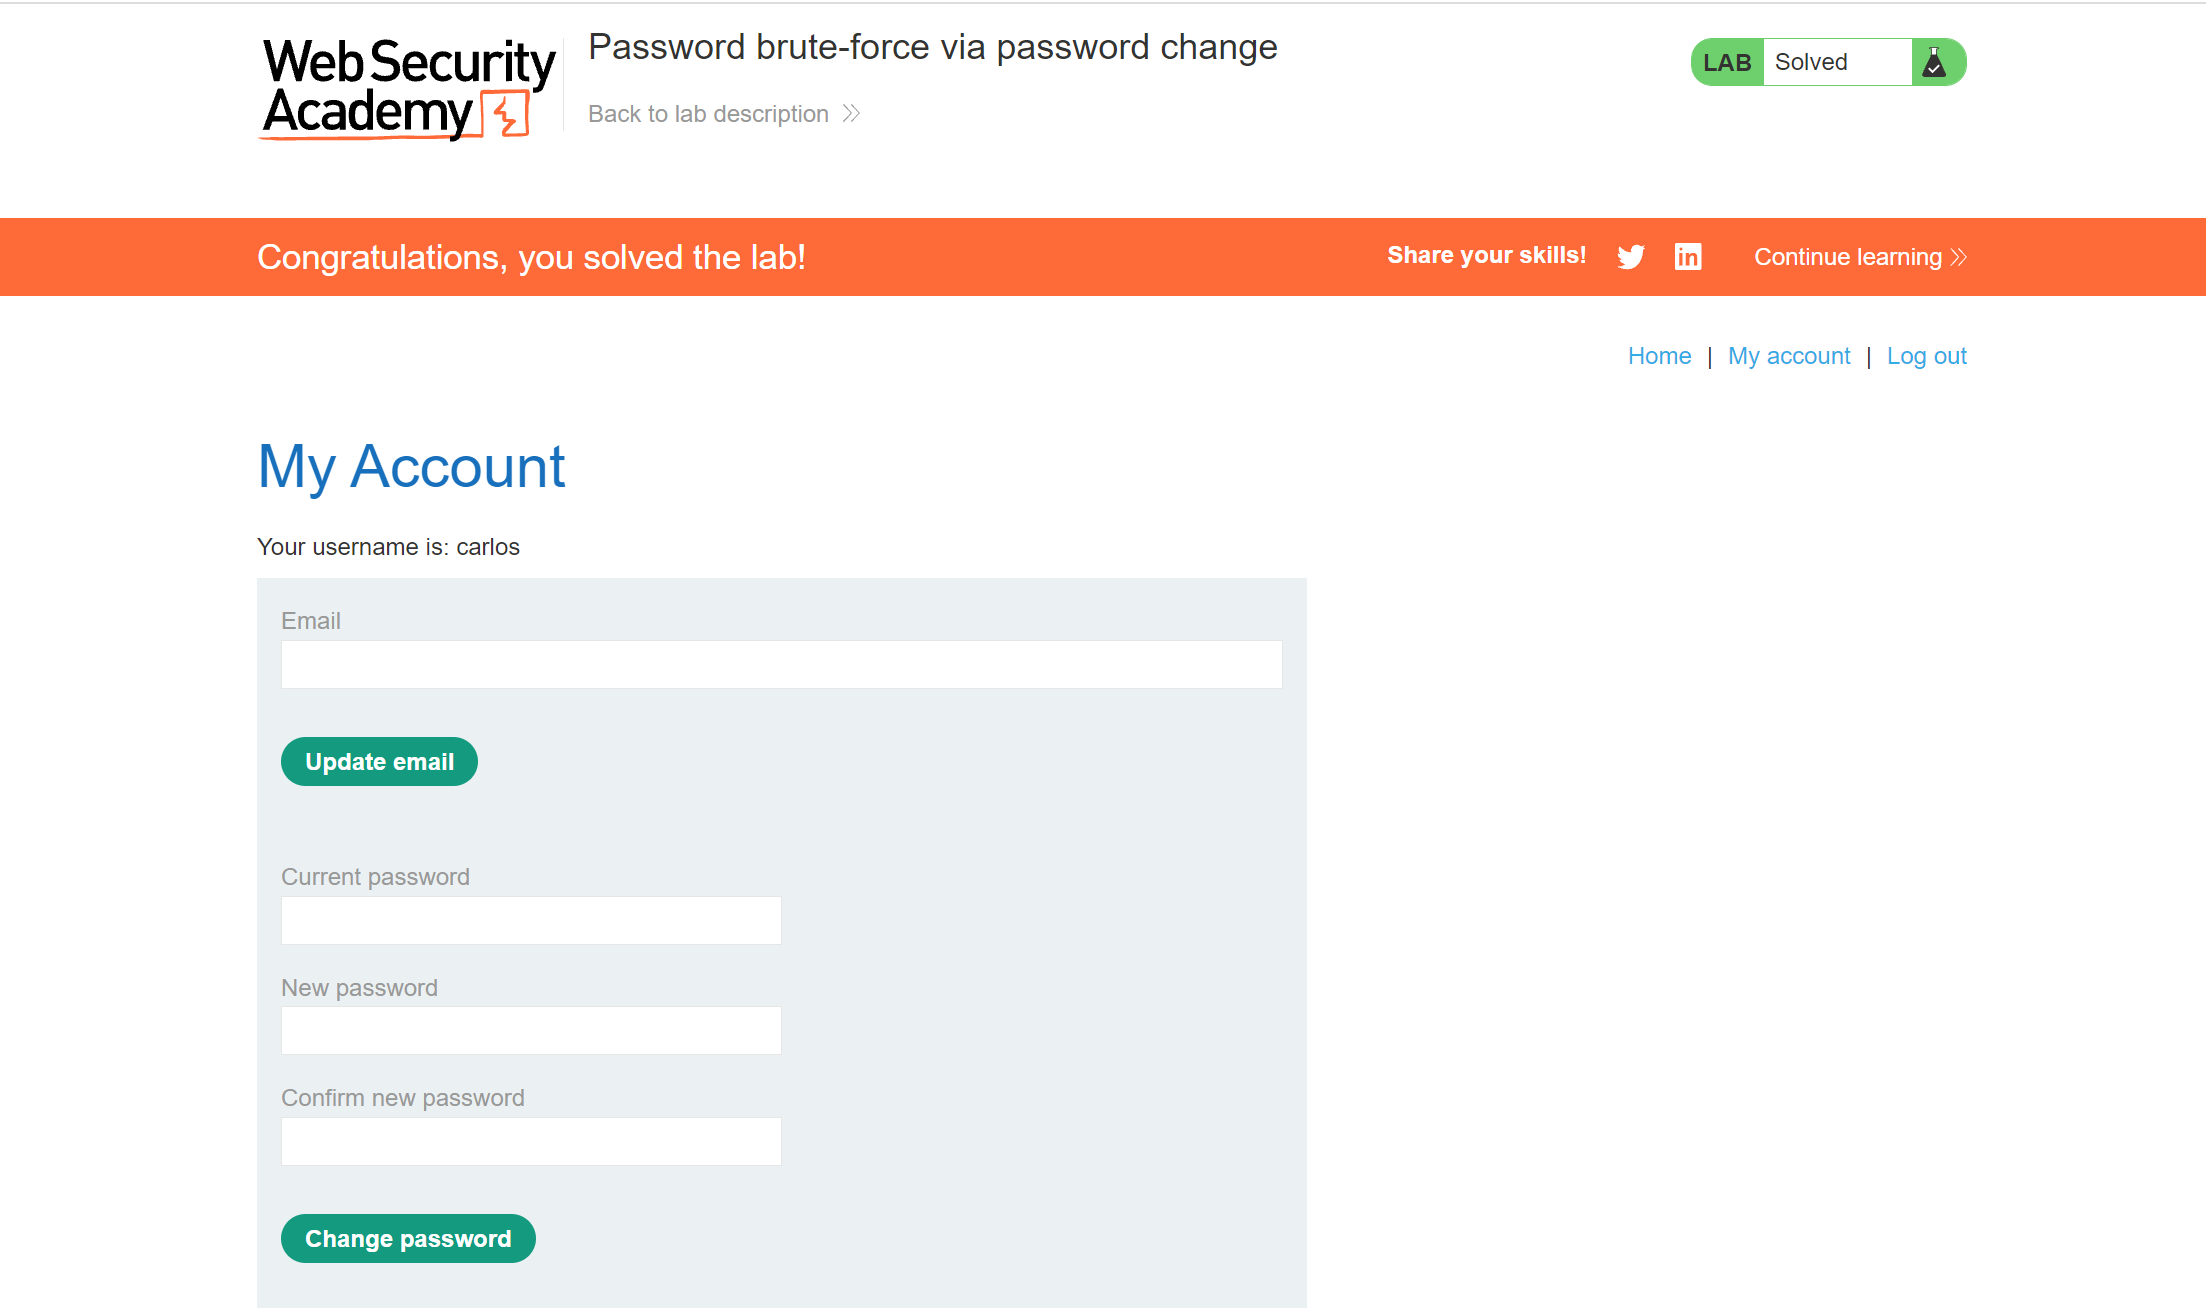 Web Security
Academy
Password brute-force via password change
Back to lab description
LAB Solved
Congratulations, you solved the lab!
Share your skills!
Continue learning
Home | My account | Log out
My Account
Your username is: carlos
Email
Update email
Current password
New password
Confirm new password
Change password